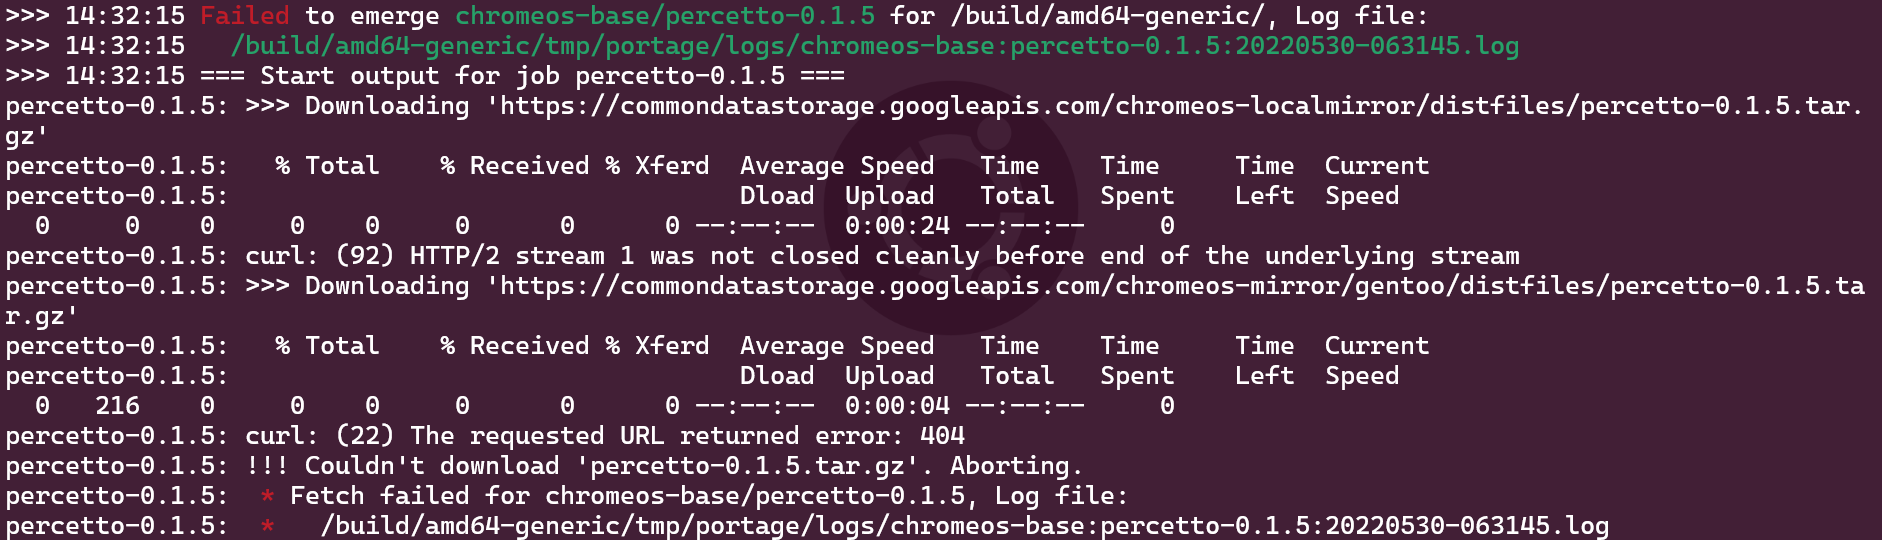 >>> 14:32:15 Failed to emerge chromeos-base/percetto-0.1.5 for /build/amd64-generic/, Log file:
>>> 14:32:15   /build/amd64-generic/tmp/portage/logs/chromeos-base:percetto-0.1.5:20220530-063145.log
>>> 14:32:15 === Start output for job percetto-0.1.5 ===
percetto-0.1.5: >>> Downloading 'https://commondatastorage.googleapis.com/chromeos-localmirror/distfiles/percetto-0.1.5.tar.
gz'
percetto-0.1.5:   % Total    % Received % Xferd  Average Speed   Time    Time     Time  Current
percetto-0.1.5:                                  Dload  Upload   Total   Spent    Left  Speed
  0     0    0     0    0     0      0      0 --:--:--  0:00:24 --:--:--     0
percetto-0.1.5: curl: (92) HTTP/2 stream 1 was not closed cleanly before end of the underlying stream
percetto-0.1.5: >>> Downloading 'https://commondatastorage.googleapis.com/chromeos-mirror/gentoo/distfiles/percetto-0.1.5.ta
r.gz'
percetto-0.1.5:   % Total    % Received % Xferd  Average Speed   Time    Time     Time  Current
percetto-0.1.5:                                  Dload  Upload   Total   Spent    Left  Speed
  0   216    0     0    0     0      0      0 --:--:--  0:00:04 --:--:--     0
percetto-0.1.5: curl: (22) The requested URL returned error: 404
percetto-0.1.5: !!! Couldn't download 'percetto-0.1.5.tar.gz'. Aborting.
percetto-0.1.5:  * Fetch failed for chromeos-base/percetto-0.1.5, Log file:
percetto-0.1.5:  *   /build/amd64-generic/tmp/portage/logs/chromeos-base:percetto-0.1.5:20220530-063145.log